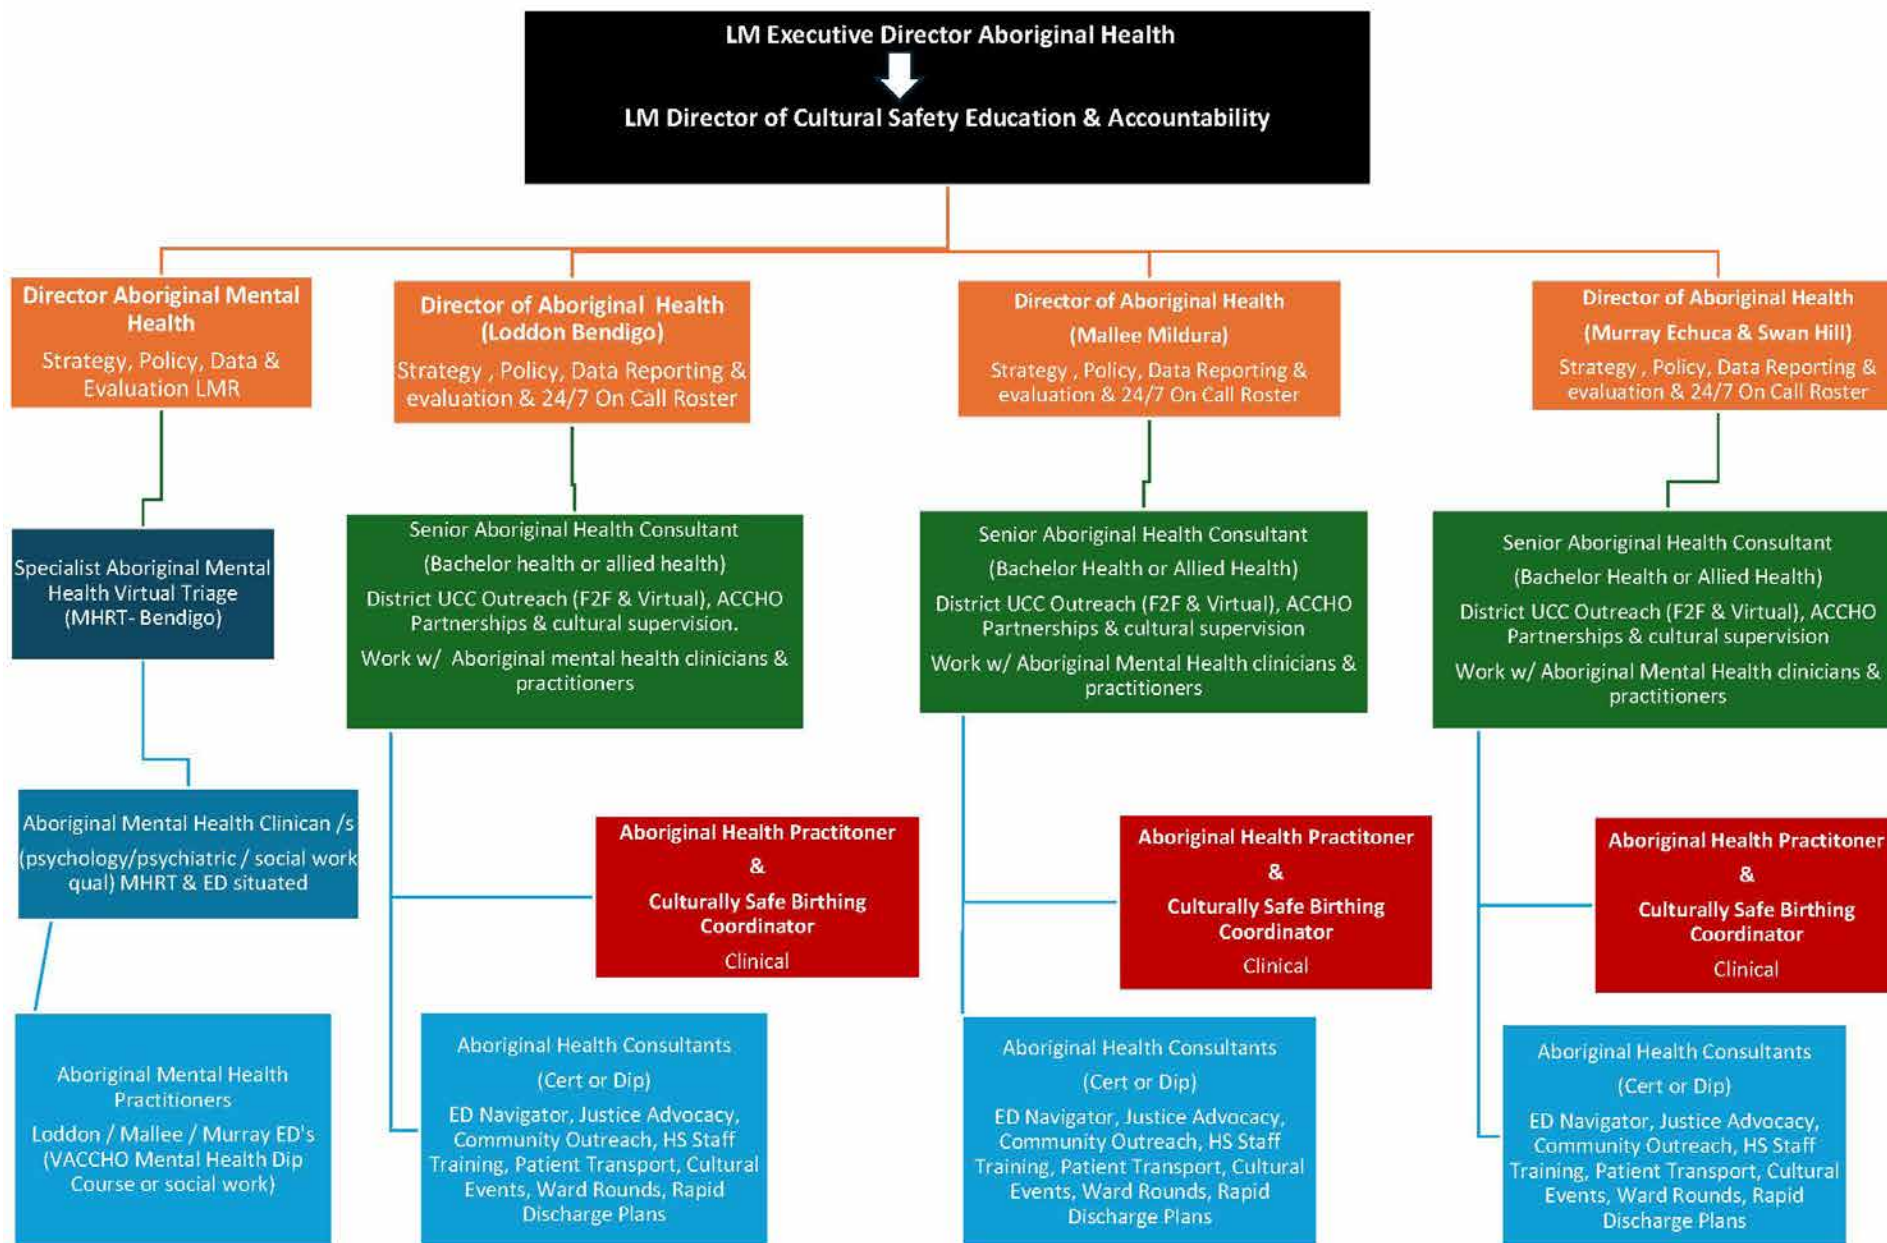 LM Executive Director Aboriginal Health
LM Director of Cultural Safety Education & Accountability
Director Aboriginal Mental
Health
Strategy, Policy, Data &
Evaluation LMR
Director of Aboriginal Health
(Loddon Bendigo)
Strategy , Policy, Data Reporting &
evaluation & 24/7 On Call Roster
Director of Aboriginal Health
(Mallee Mildura)
Strategy , Policy, Data Reporting &
evaluation & 24/7 On Call Roster
Director of Aboriginal Health
(Murray Echuca & Swan Hill)
Strategy , Policy, Data Reporting &
evaluation & 24/7 On Call Roster
Specialist Aboriginal Mental
Health Virtual Triage
(MHRT- Bendigo)
Senior Aboriginal Health Consultant
(Bachelor health or allied health)
District UCC Outreach (F2F & Virtual), ACCHO
Partnerships & cultural supervision.
Work w/ Aboriginal mental health clinicians &
practitioners
Senior Aboriginal Health Consultant
(Bachelor Health or Allied Health)
District UCC Outreach (F2F & Virtual), ACCHO
Partnerships & cultural supervision
Work w/ Aboriginal Mental Health clinicians &
practitioners
Senior Aboriginal Health Consultant
(Bachelor Health or Allied Health)
District UCC Outreach (F2F & Virtual), ACCHO
Partnerships & cultural supervision
Work w/ Aboriginal Mental Health clinicians &
practitioners
Aboriginal Mental Health Clinican /s
(psychology/psychiatric / social work
qual) MHRT & ED situated
Aboriginal Health Practitoner
&
Culturally Safe Birthing
Coordinator
Clinical
Aboriginal Health Practitoner
&
Culturally Safe Birthing
Coordinator
Clinical
Aboriginal Health Practitoner
&
Culturally Safe Birthing
Coordinator
Clinical
Aboriginal Mental Health
Practitioners
Loddon / Mallee / Murray ED's
(VACCHO Mental Health Dip
Course or social work)
Aboriginal Health Consultants
(Cert or Dip)
ED Navigator, Justice Advocacy,
Community Outreach, HS Staff
Training, Patient Transport, Cultural
Events, Ward Rounds, Rapid
Discharge Plans
Aboriginal Health Consultants
(Cert or Dip)
ED Navigator, Justice Advocacy,
Community Outreach, HS Staff
Training, Patient Transport, Cultural
Events, Ward Rounds, Rapid
Discharge Plans
Aboriginal Health Consultants
(Cert or Dip)
ED Navigator, Justice Advocacy,
Community Outreach, HS Staff
Training, Patient Transport, Cultural
Events, Ward Rounds, Rapid
Discharge Plans